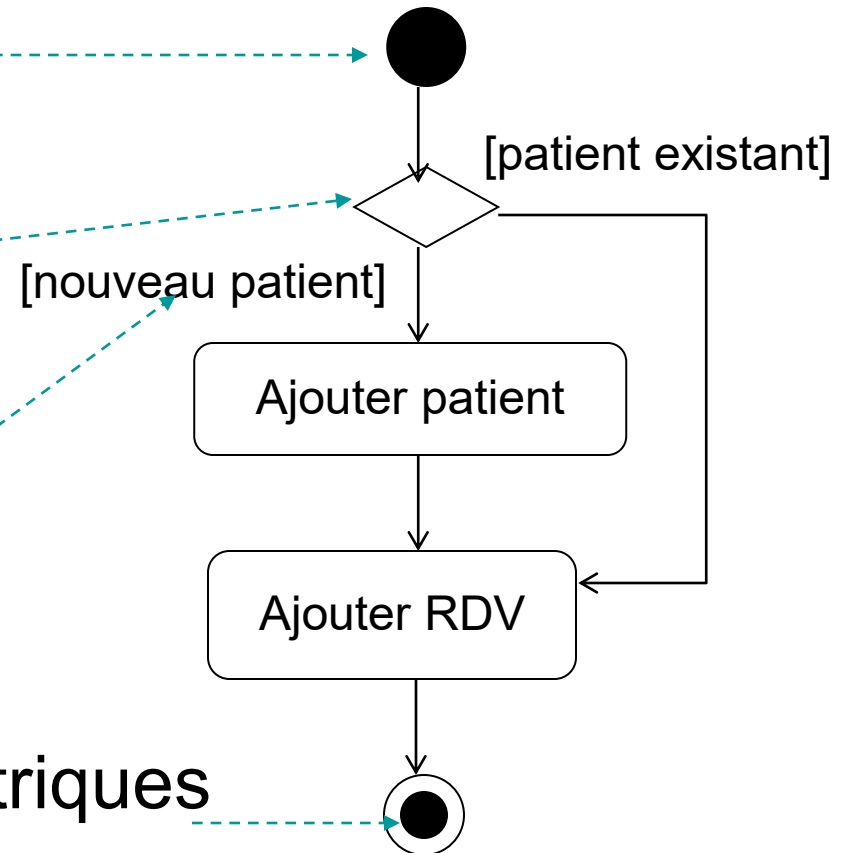 [patient existant]
[nouveau patient]
Ajouter patient
Ajouter RDV
triques